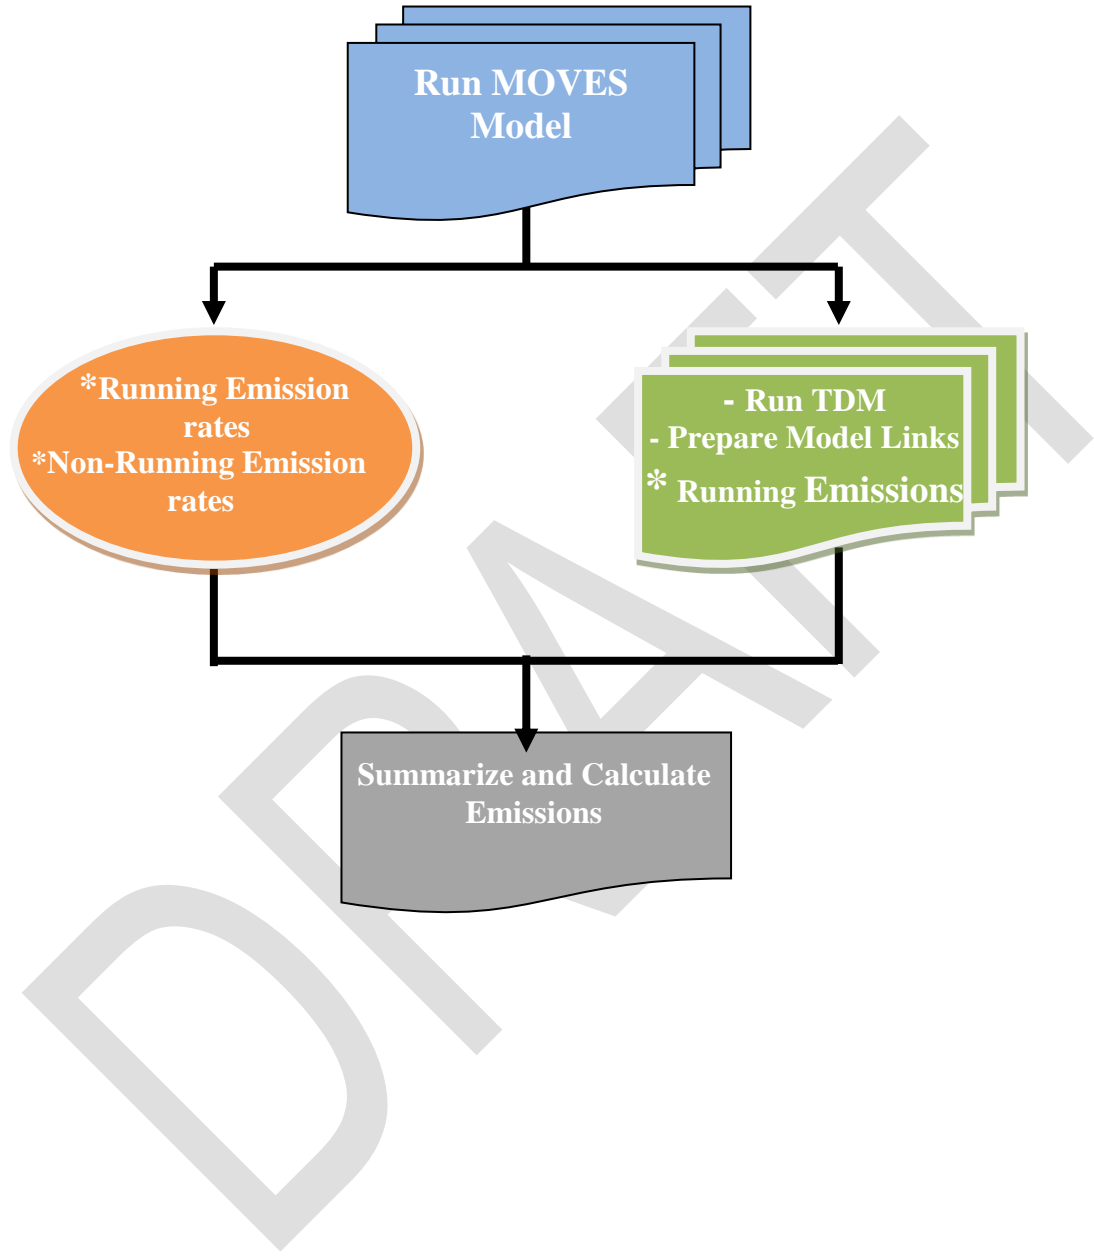 Run MOVES
Model
*Running Emission
rates
*Non-Running Emission
rates
- Run TDM
- Prepare Model Links
* Running Emissions
Summarize and Calculate
Emissions
DRAFT